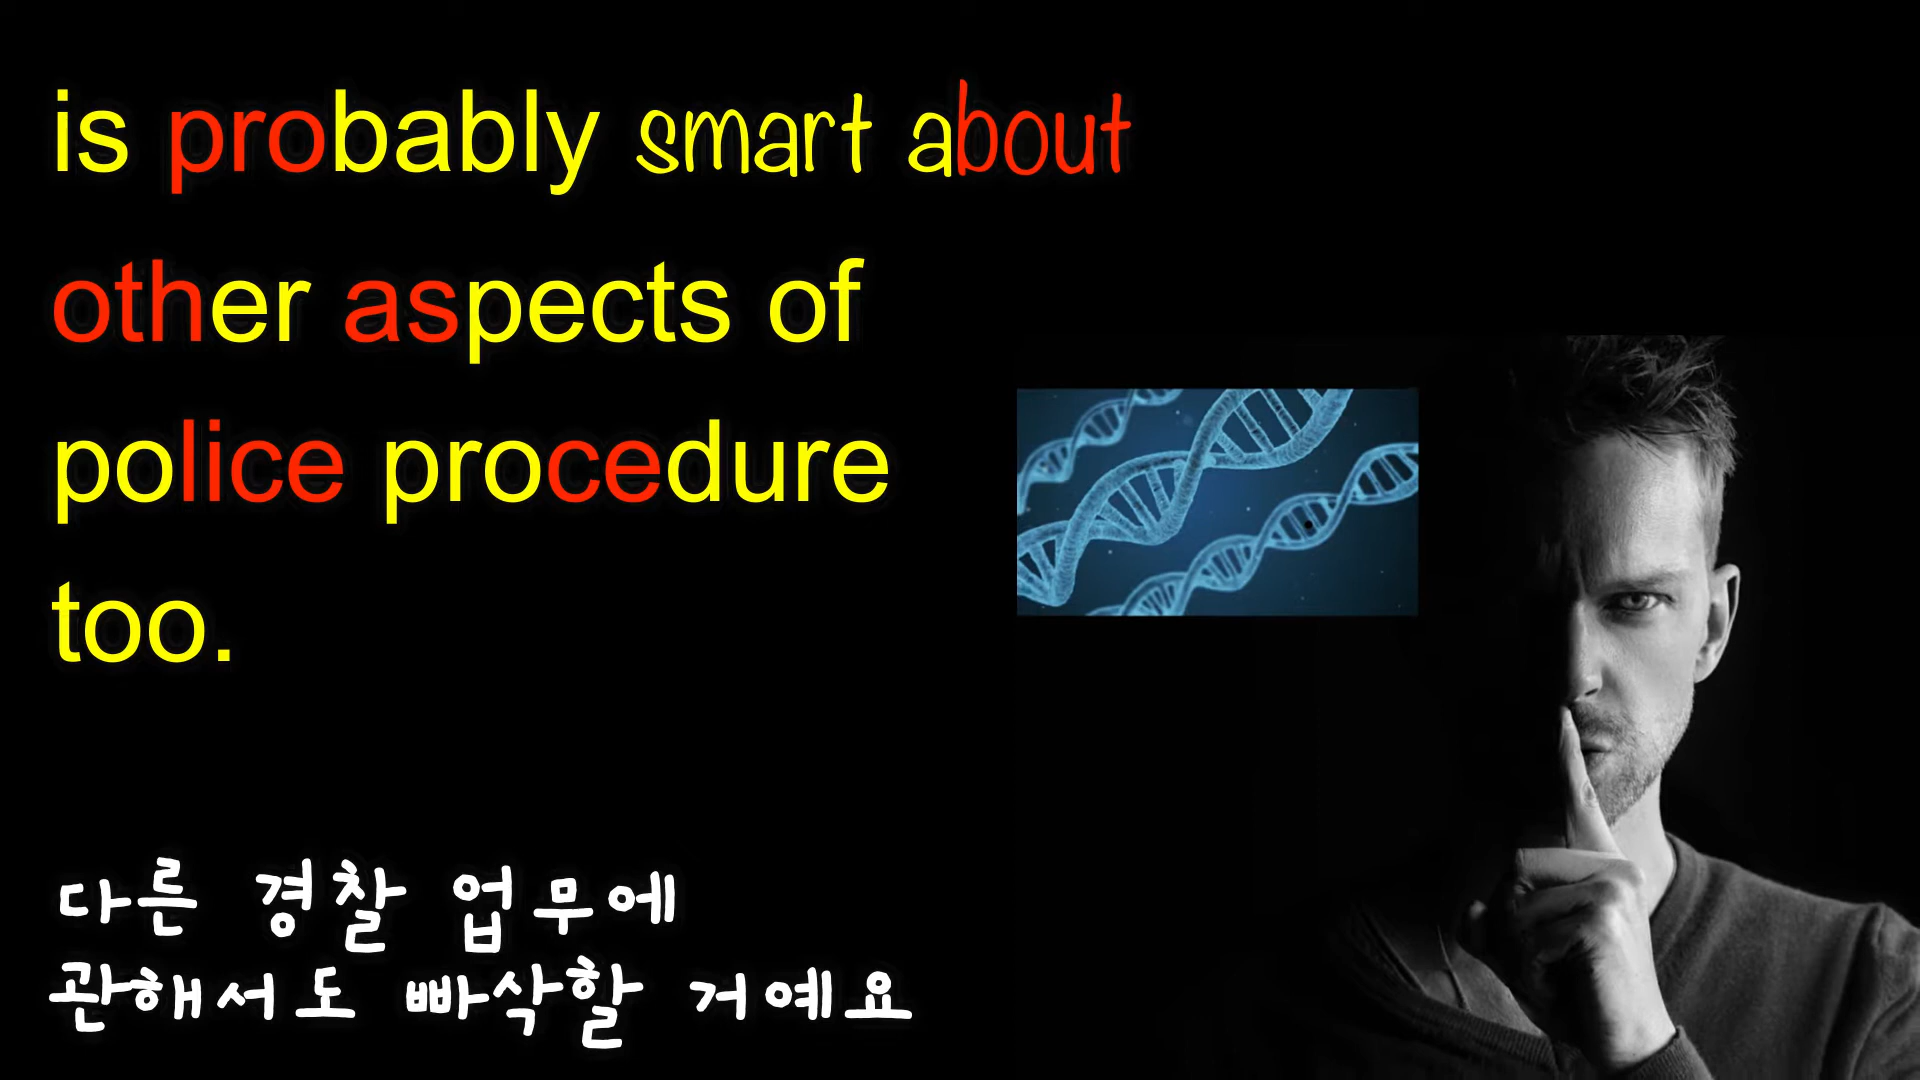 is probably smart about
other aspects of
police procedure
too.
다른 경찰 업무에
관해서도 빠삭할 거예요